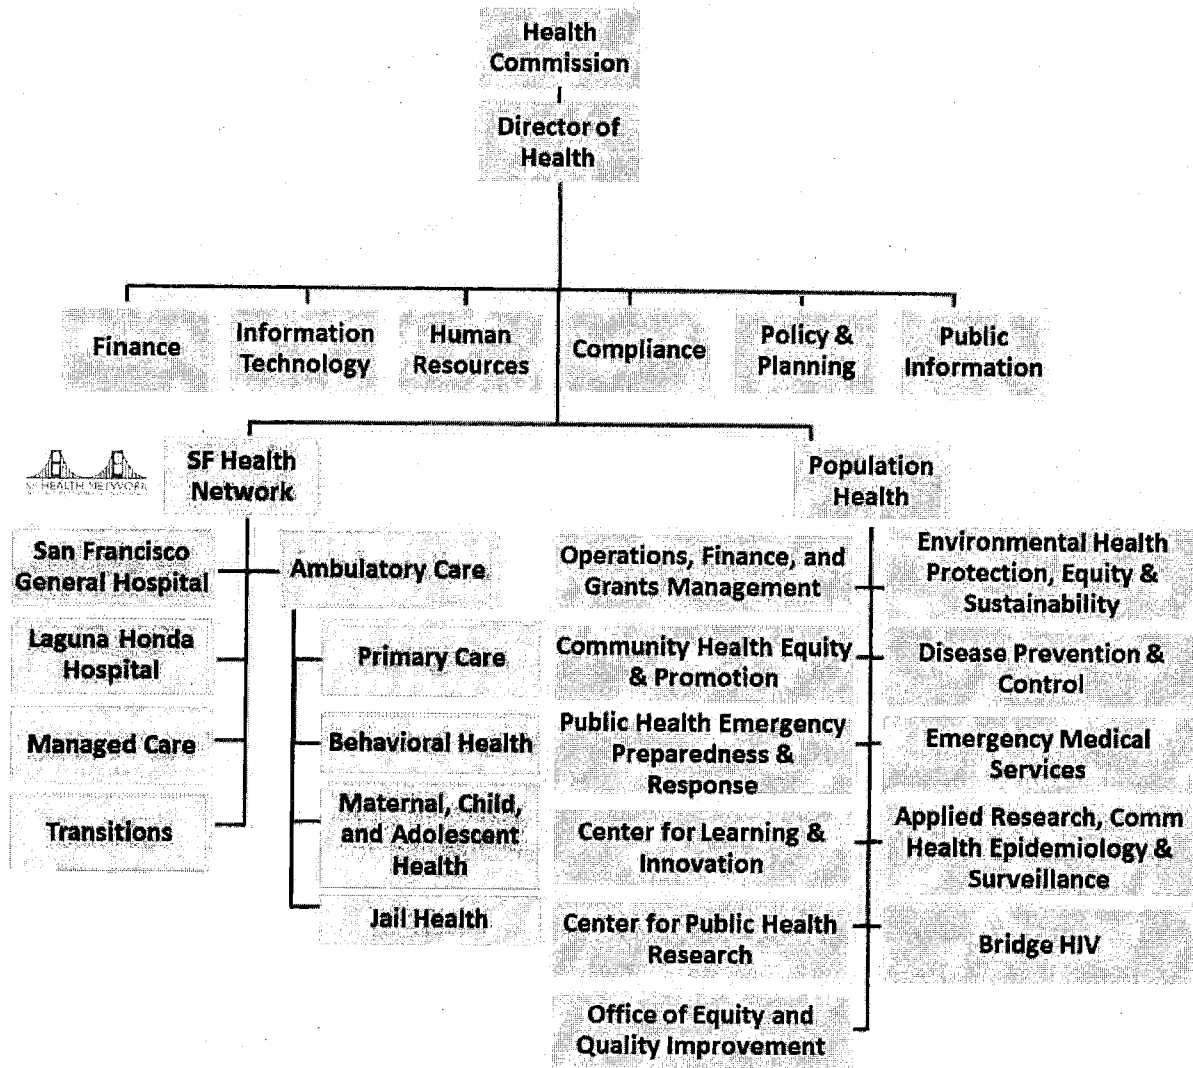 Health
Commission
Director of
Health
Finance
Information
Technology
Human
Resources
Compliance
Policy &
Planning
Public
Information
SF HEALTH NETWORK
SF Health
Network
Population
Health
San Francisco
General Hospital
Ambulatory Care
Laguna Honda
Hospital
Primary Care
Managed Care
Behavioral Health
Transitions
Maternal, Child,
and Adolescent
Health
Jail Health
Operations, Finance, and
Grants Management
Environmental Health
Protection, Equity &
Sustainability
Community Health Equity
& Promotion
Disease Prevention &
Control
Public Health Emergency
Preparedness &
Response
Emergency Medical
Services
Center for Learning &
Innovation
Applied Research, Comm
Health Epidemiology &
Surveillance
Center for Public Health
Research
Bridge HIV
Office of Equity and
Quality Improvement